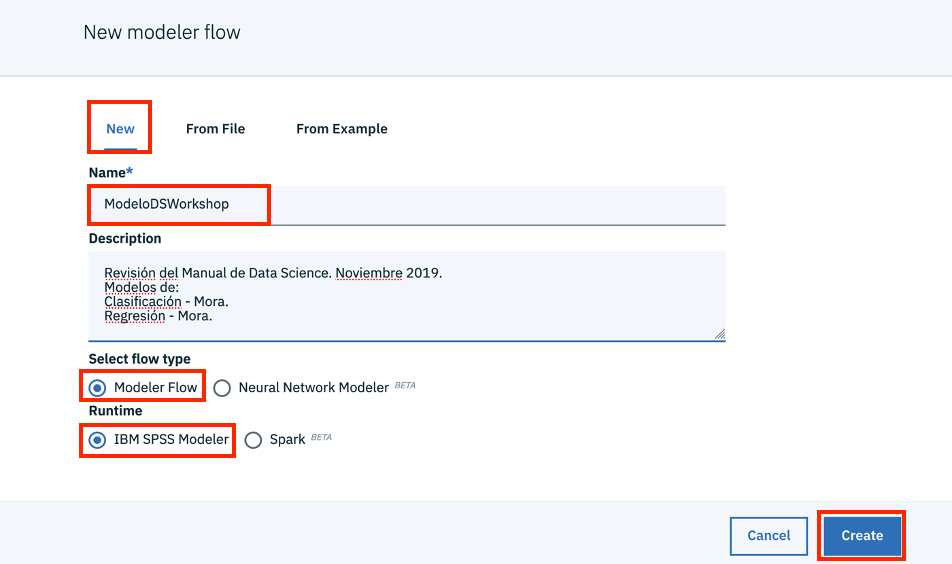 New modeler flow
New From File From Example
Name*
ModeloDSWorkshop
Description
Revisión del Manual de Data Science. Noviembre 2019.
Modelos de:
Clasificación - Mora.
Regresión - Mora.
Select flow type
Modeler Flow Neural Network Modeler BETA
Runtime
IBM SPSS Modeler Spark BETA
Cancel Create